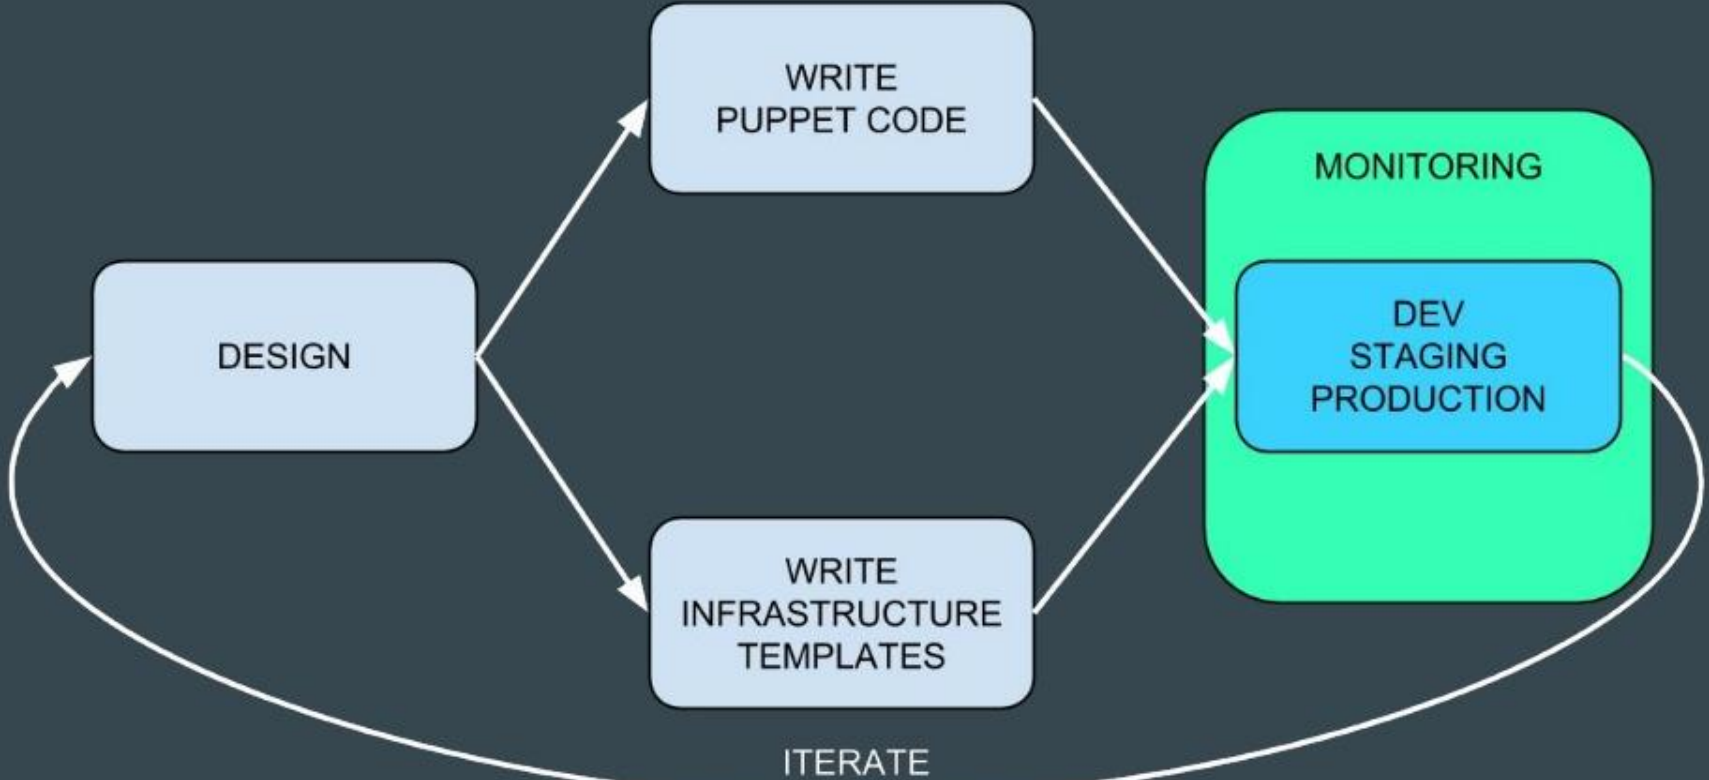 WRITE
PUPPET CODE
MONITORING
DESIGN
DEV
STAGING
PRODUCTION
WRITE
INFRASTRUCTURE
TEMPLATES
ITERATE